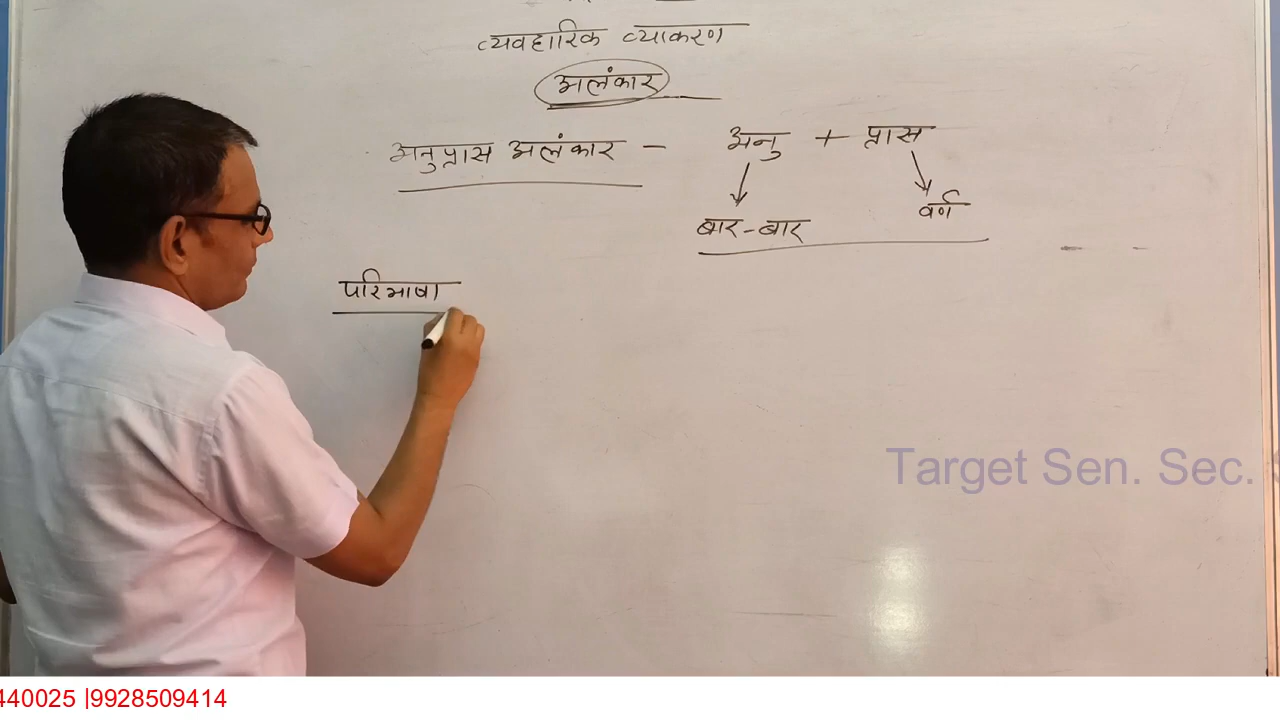 व्यवहारिक व्याकरण
अलंकार
अनुप्रास अलंकार - अनु + प्रास
बार-बार वर्ण
परिभाषा
Target Sen. Sec.
440025 |9928509414